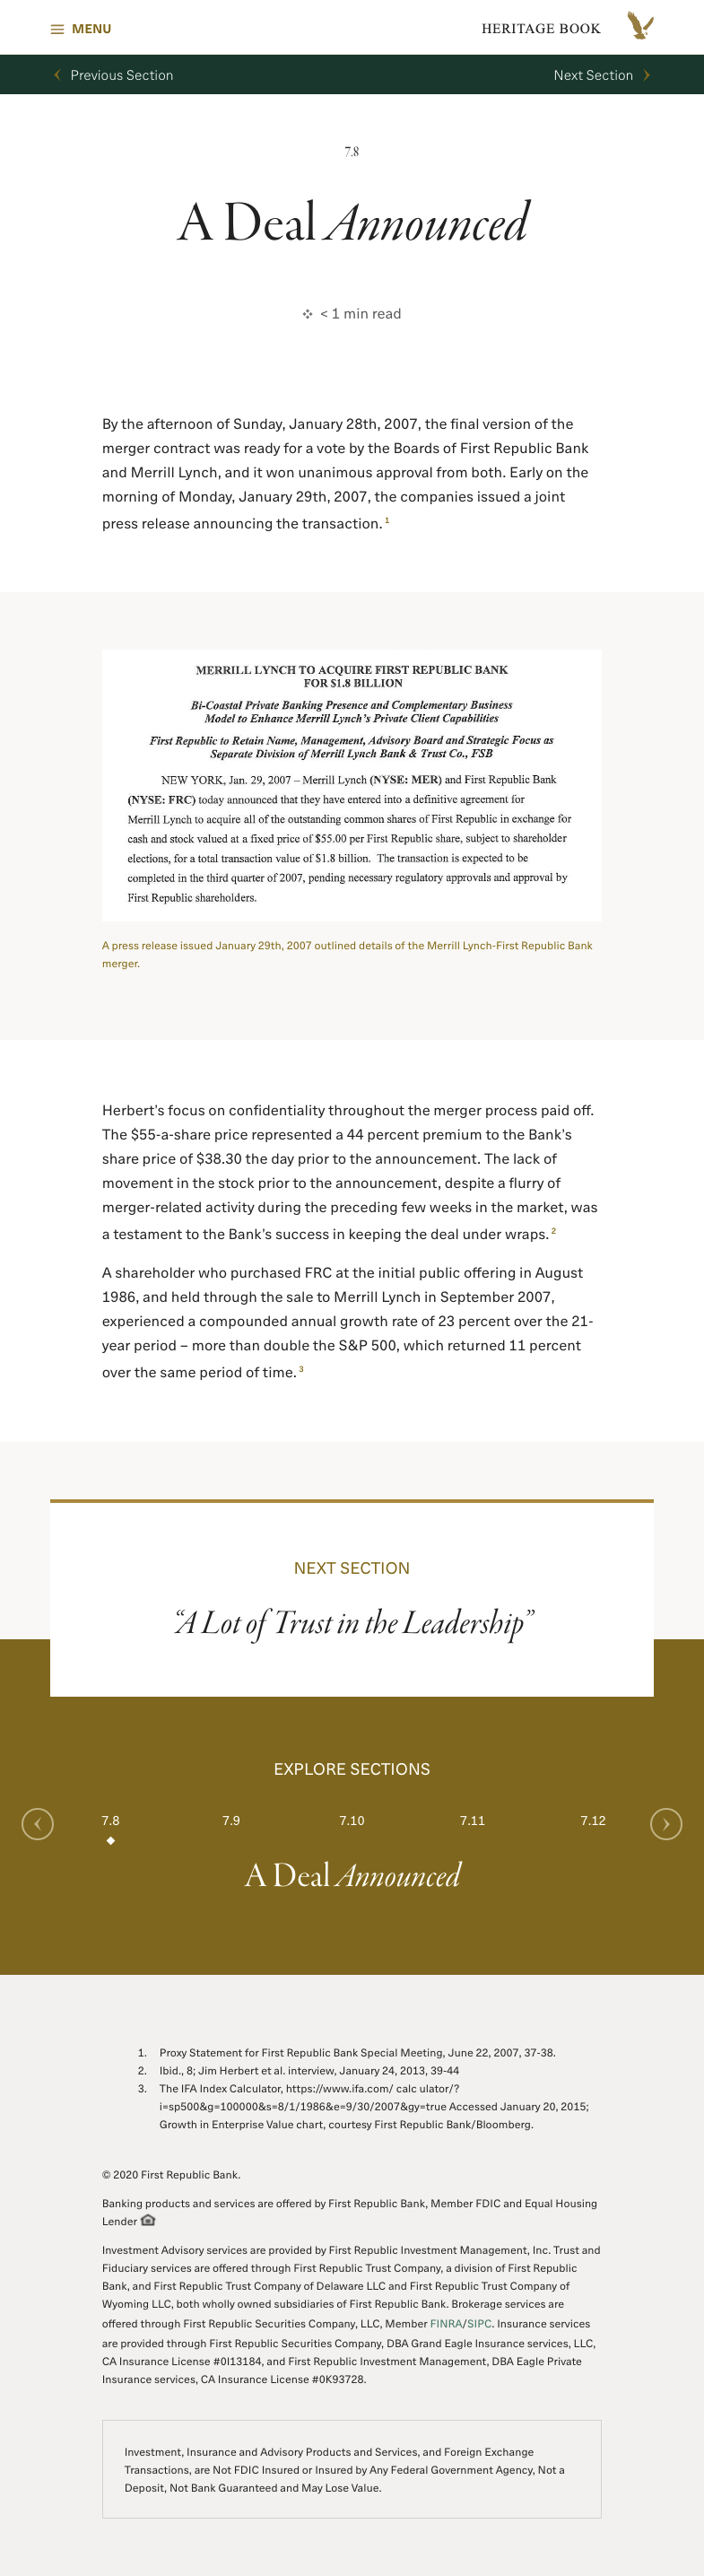 MENU
HERITAGE BOOK
Previous Section
Next Section
7.8
A Deal Announced
< 1 min read
By the afternoon of Sunday, January 28th, 2007, the final version of the
merger contract was ready for a vote by the Boards of First Republic Bank
and Merrill Lynch, and it won unanimous approval from both. Early on the
morning of Monday, January 29th, 2007, the companies issued a joint
press release announcing the transaction. 1
MERRILL LYNCH TO ACQUIRE FIRST REPUBLIC BANK
FOR $1.8 BILLION
Bi-Coastal Private Banking Presence and Complementary Business
Model to Enhance Merrill Lynch's Private Client Capabilities
First Republic to Retain Name, Management, Advisory Board and Strategic Focus as
Separate Division of Merrill Lynch Bank & Trust Co., FSB
NEW YORK, Jan. 29, 2007 – Merrill Lynch (NYSE: MER) and First Republic Bank
(NYSE: FRC) today announced that they have entered into a definitive agreement for
Merrill Lynch to acquire all of the outstanding common shares of First Republic in exchange for
cash and stock valued at a fixed price of $55.00 per First Republic share, subject to shareholder
elections, for a total transaction value of $1.8 billion. The transaction is expected to be
completed in the third quarter of 2007, pending necessary regulatory approvals and approval by
First Republic shareholders.
A press release issued January 29th, 2007 outlined details of the Merrill Lynch-First Republic Bank
merger.
Herbert’s focus on confidentiality throughout the merger process paid off.
The $55-a-share price represented a 44 percent premium to the Bank’s
share price of $38.30 the day prior to the announcement. The lack of
movement in the stock prior to the announcement, despite a flurry of
merger-related activity during the preceding few weeks in the market, was
a testament to the Bank’s success in keeping the deal under wraps. 2
A shareholder who purchased FRC at the initial public offering in August
1986, and held through the sale to Merrill Lynch in September 2007,
experienced a compounded annual growth rate of 23 percent over the 21-
year period – more than double the S&P 500, which returned 11 percent
over the same period of time. 3
NEXT SECTION
“A Lot of Trust in the Leadership”
EXPLORE SECTIONS
7.8 7.9 7.10 7.11 7.12
A Deal Announced
1. Proxy Statement for First Republic Bank Special Meeting, June 22, 2007, 37-38.
2. Ibid., 8; Jim Herbert et al. interview, January 24, 2013, 39-44
3. The IFA Index Calculator, https://www.ifa.com/ calc ulator/?
i=sp500&g=100000&s=8/1/1986&e=9/30/2007&gy=true Accessed January 20, 2015;
Growth in Enterprise Value chart, courtesy First Republic Bank/Bloomberg.
© 2020 First Republic Bank.
Banking products and services are offered by First Republic Bank, Member FDIC and Equal Housing
Lender
Investment Advisory services are provided by First Republic Investment Management, Inc. Trust and
Fiduciary services are offered through First Republic Trust Company, a division of First Republic
Bank, and First Republic Trust Company of Delaware LLC and First Republic Trust Company of
Wyoming LLC, both wholly owned subsidiaries of First Republic Bank. Brokerage services are
offered through First Republic Securities Company, LLC, Member FINRA/SIPC. Insurance services
are provided through First Republic Securities Company, DBA Grand Eagle Insurance services, LLC,
CA Insurance License #0I13184, and First Republic Investment Management, DBA Eagle Private
Insurance services, CA Insurance License #0K93728.
Investment, Insurance and Advisory Products and Services, and Foreign Exchange
Transactions, are Not FDIC Insured or Insured by Any Federal Government Agency, Not a
Deposit, Not Bank Guaranteed and May Lose Value.